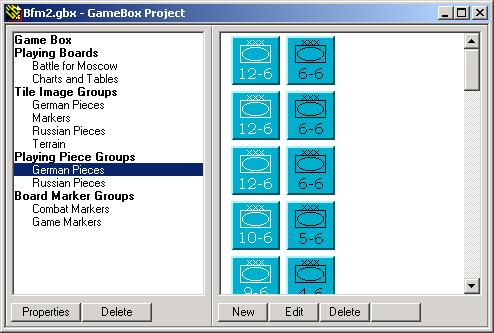 Bfm2.gbx - GameBox Project
Game Box
Playing Boards
Battle for Moscow
Charts and Tables
Tile Image Groups
German Pieces
Markers
Russian Pieces
Terrain
Playing Piece Groups
German Pieces
Russian Pieces
Board Marker Groups
Combat Markers
Game Markers
Properties Delete
XXX XXX
12-6 6-6
XXX XXX
12-6 6-6
XXX XXX
12-6 6-6
XXX XXX
10-6 5-6
XXX XXX
9-6 4-6
New Edit Delete